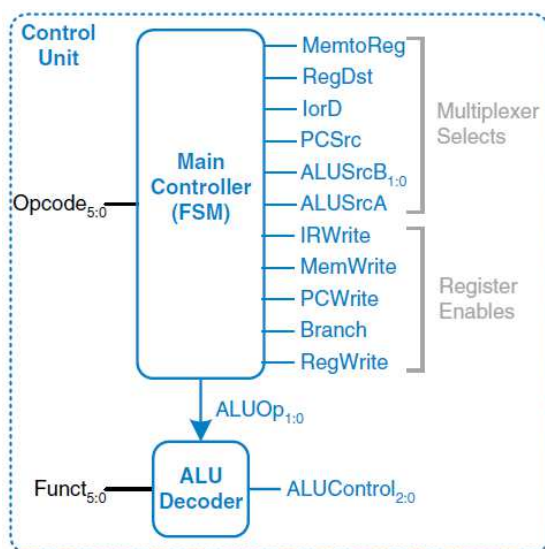 Control
Unit
Main
Controller
(FSM)
Opcode5:0
MemtoReg
RegDst
IorD
PCSrc
ALUSrcB1:0
ALUSrcA
Multiplexer
Selects
IRWrite
MemWrite
PCWrite
Branch
RegWrite
Register
Enables
ALUOp1:0
ALU
Decoder
Funct5:0
ALUControl2:0